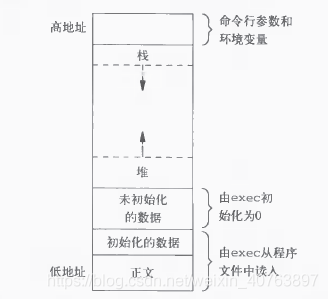 高地址
命令行参数和
环境变量
栈
堆
未初始化
的数据
由exec初
始化为0
初始化的数据
由exec从程序
文件中读入
低地址
正文
https://blog.csdn.net/weixin_40763897